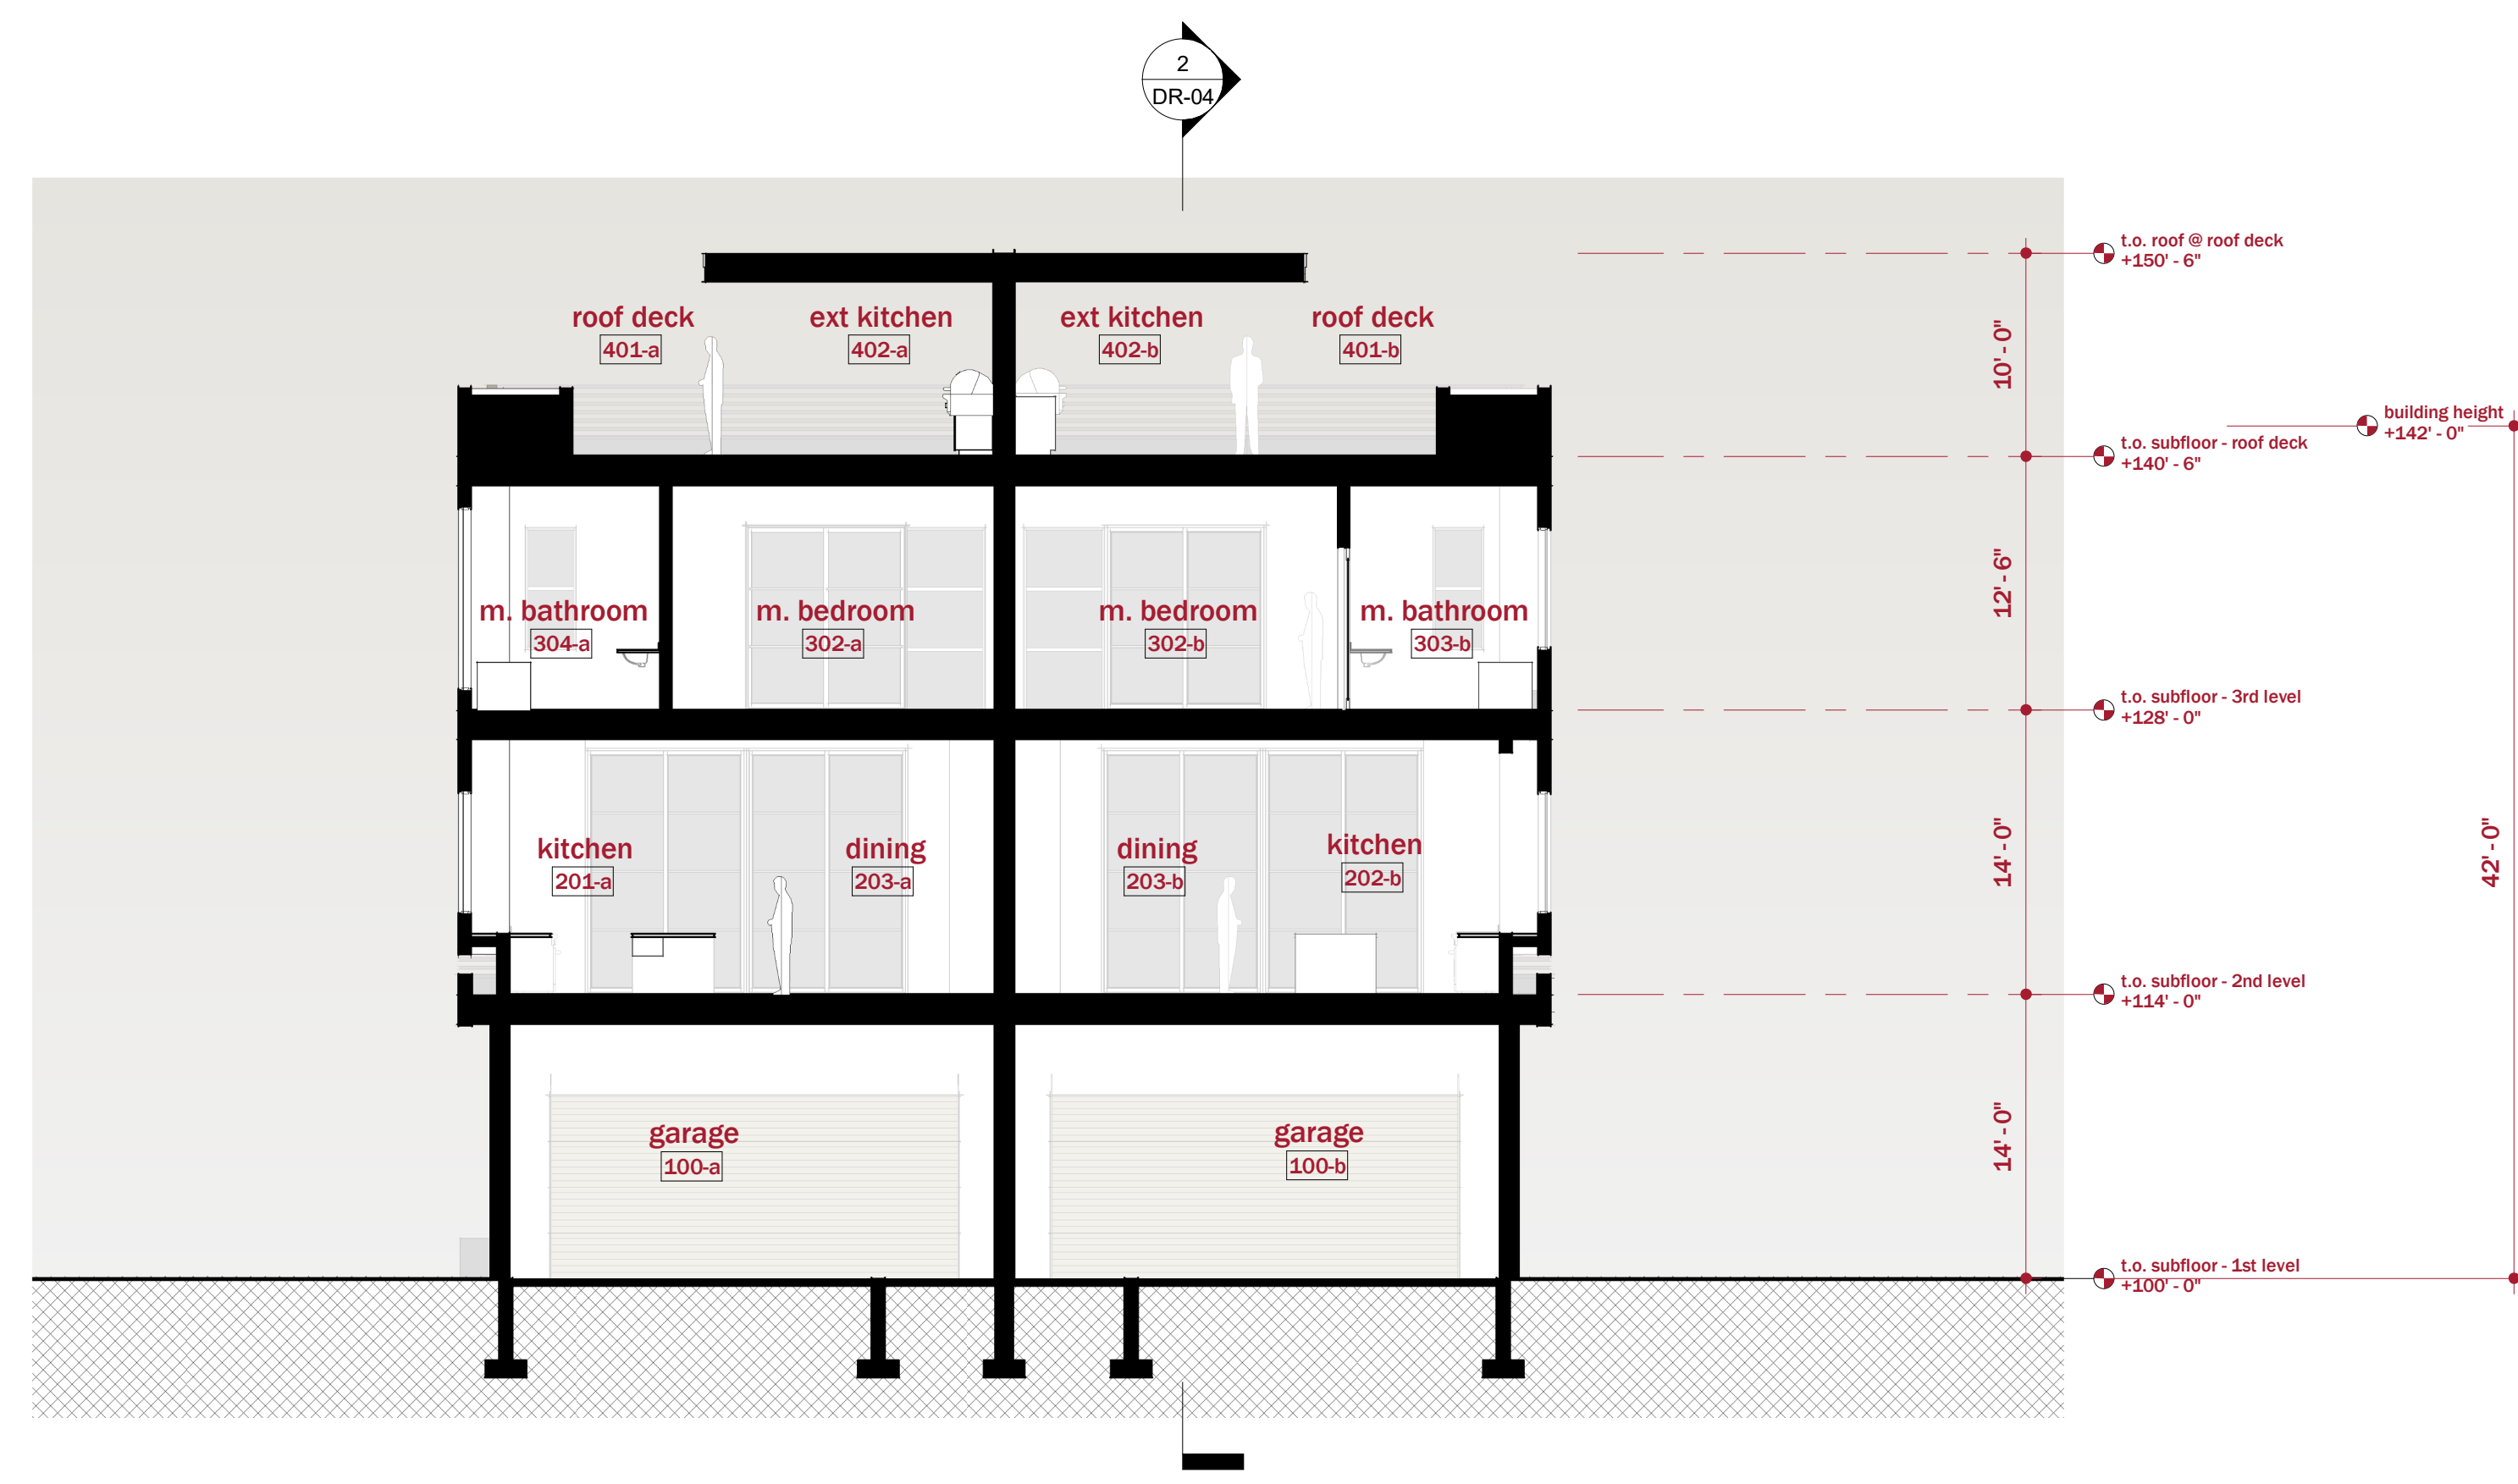 2
DR-04
t.o. roof @ roof deck
+150' - 6"
roof deck
401-a
ext kitchen
402-a
ext kitchen
402-b
roof deck
401-b
10' - 0"
building height
+142' - 0"
t.o. subfloor - roof deck
+140' - 6"
m. bathroom
304-a
m. bedroom
302-a
m. bedroom
302-b
m. bathroom
303-b
12' - 6"
t.o. subfloor - 3rd level
+128' - 0"
kitchen
201-a
dining
203-a
dining
203-b
kitchen
202-b
14' - 0"
42' - 0"
t.o. subfloor - 2nd level
+114' - 0"
garage
100-a
garage
100-b
14' - 0"
t.o. subfloor - 1st level
+100' - 0"